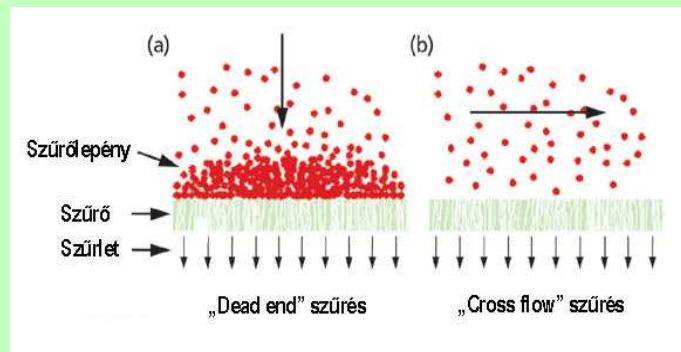 (a)
(b)
Szűrőlepény
Szűrő
Szűrlet
„Dead end” szűrés
„Cross flow” szűrés